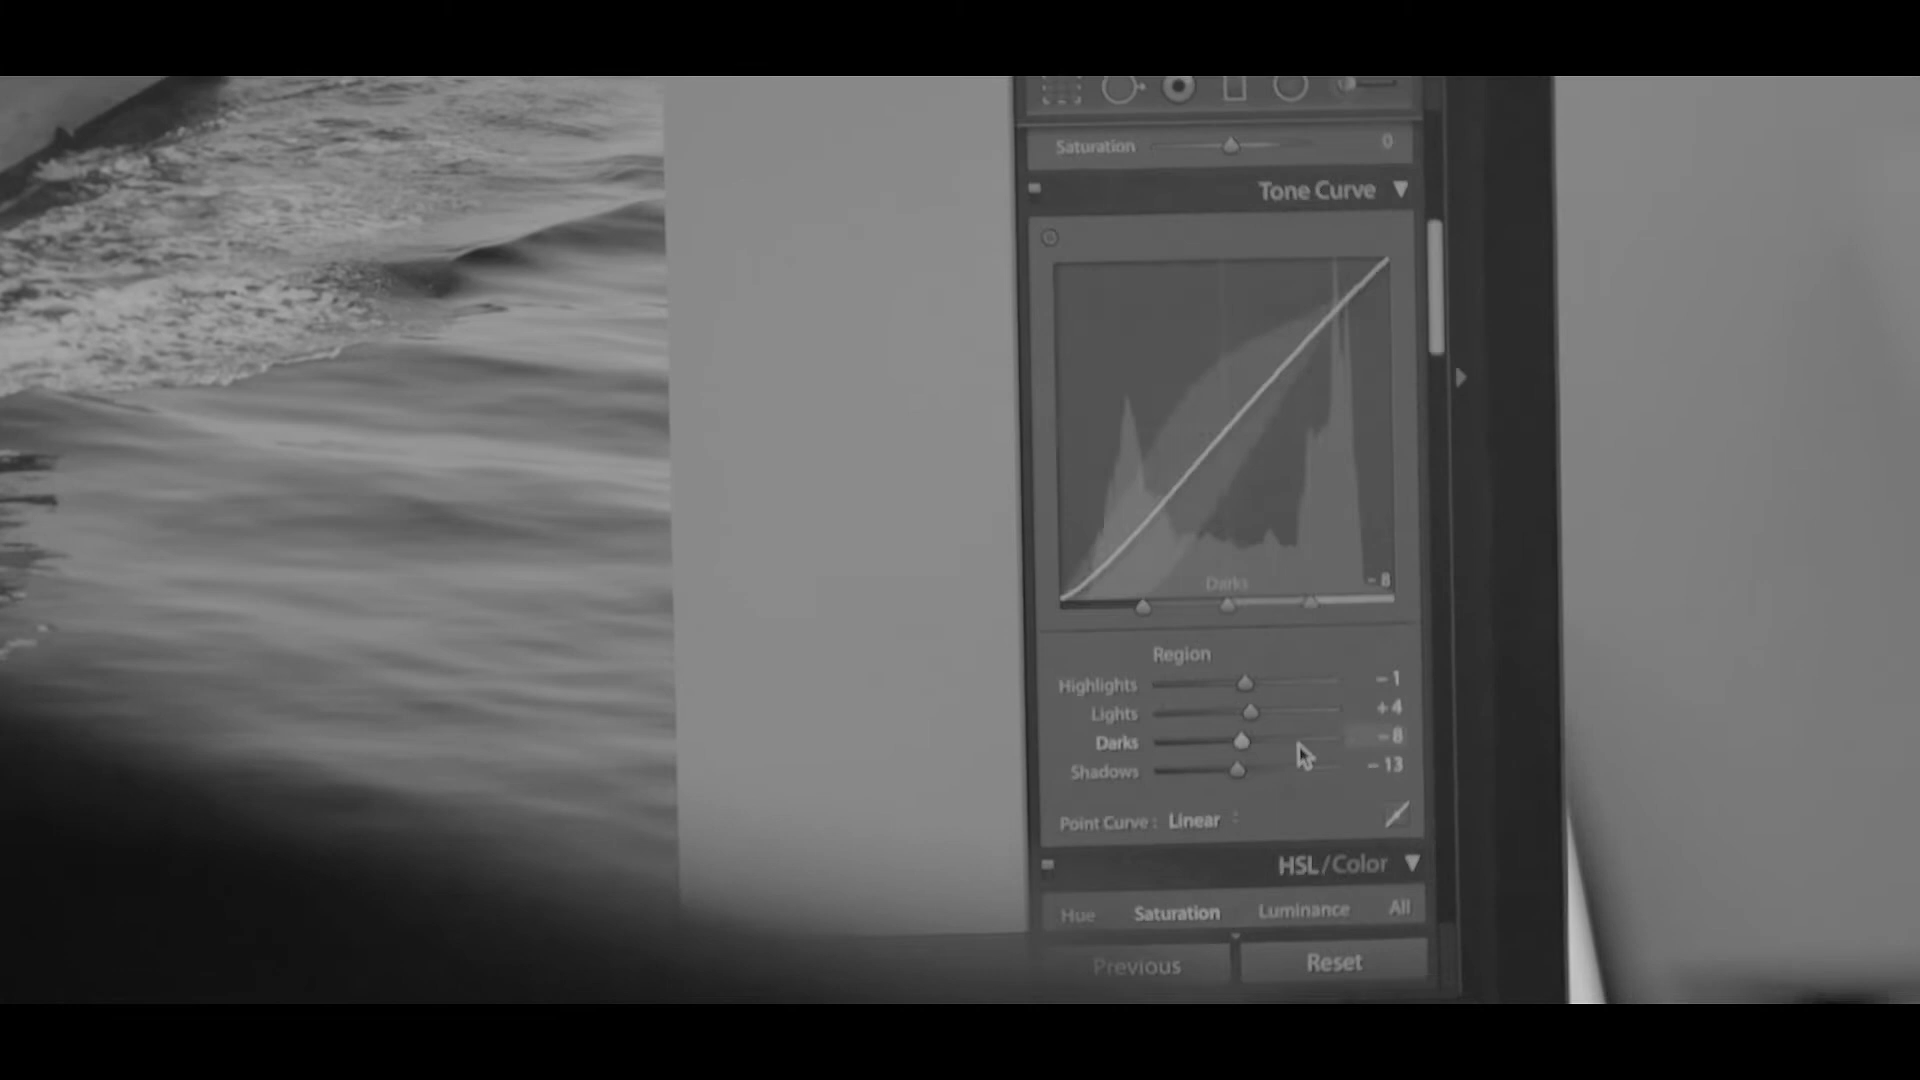 Saturation 0
Tone Curve
Darks - 8
Region
Highlights - 1
Lights + 4
Darks - 8
Shadows - 13
Point Curve : Linear
HSL / Color
Hue Saturation Luminance All
Previous Reset